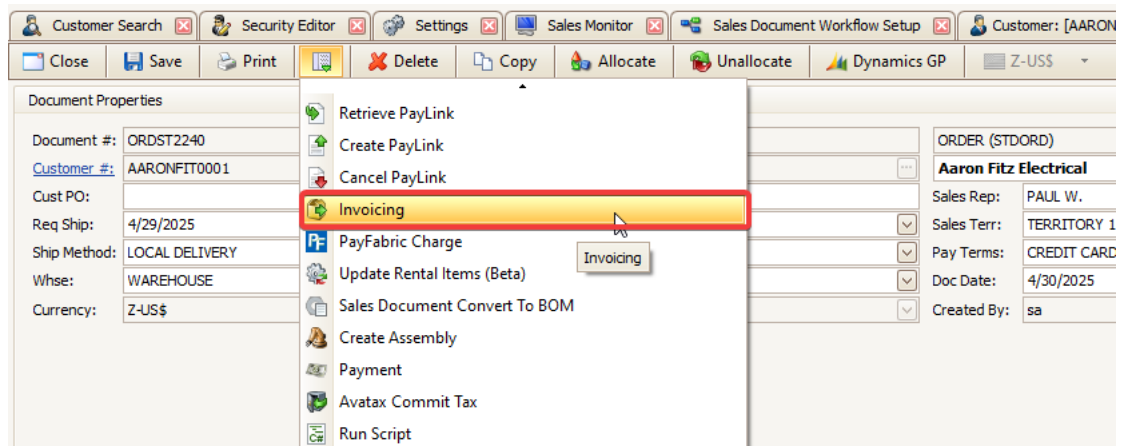 Customer Search Security Editor Settings Sales Monitor Sales Document Workflow Setup Customer: [AARON
Close Save Print Delete Copy Allocate Unallocate Dynamics GP Z-US$
Document Properties
Retrieve PayLink
Document #: ORDST2240 Create PayLink ORDER (STDORD)
Customer #: AARONFIT0001 Cancel PayLink ... Aaron Fitz Electrical
Cust PO: Sales Rep: PAUL W.
Invoicing
Req Ship: 4/29/2025 Sales Terr: TERRITORY 1
PF PayFabric Charge
Ship Method: LOCAL DELIVERY Invoicing Pay Terms: CREDIT CARD
Whse: WAREHOUSE Update Rental Items (Beta) Doc Date: 4/30/2025
Currency: Z-US$ Sales Document Convert To BOM Created By: sa
Create Assembly
Payment
Avatax Commit Tax
C# Run Script